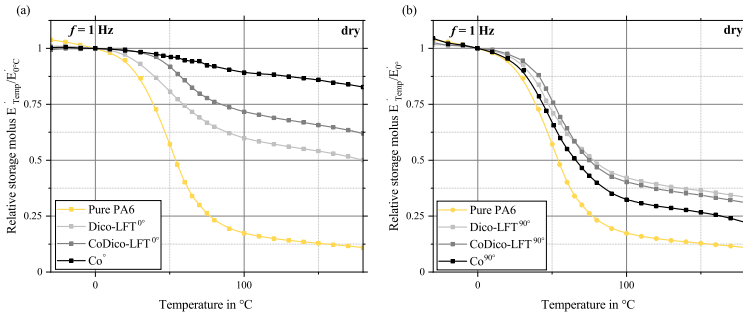 (a)
f = 1 Hz
dry
Relative storage molus E´Temp/E´0°C
1
0.75
0.5
0.25
0
Pure PA6
Dico-LFT0°
CoDico-LFT0°
Co°
0
100
Temperature in °C
(b)
f = 1 Hz
dry
Relative storage molus E´Temp/E´0°
1
0.75
0.5
0.25
0
Pure PA6
Dico-LFT90°
CoDico-LFT90°
Co90°
0
100
Temperature in °C